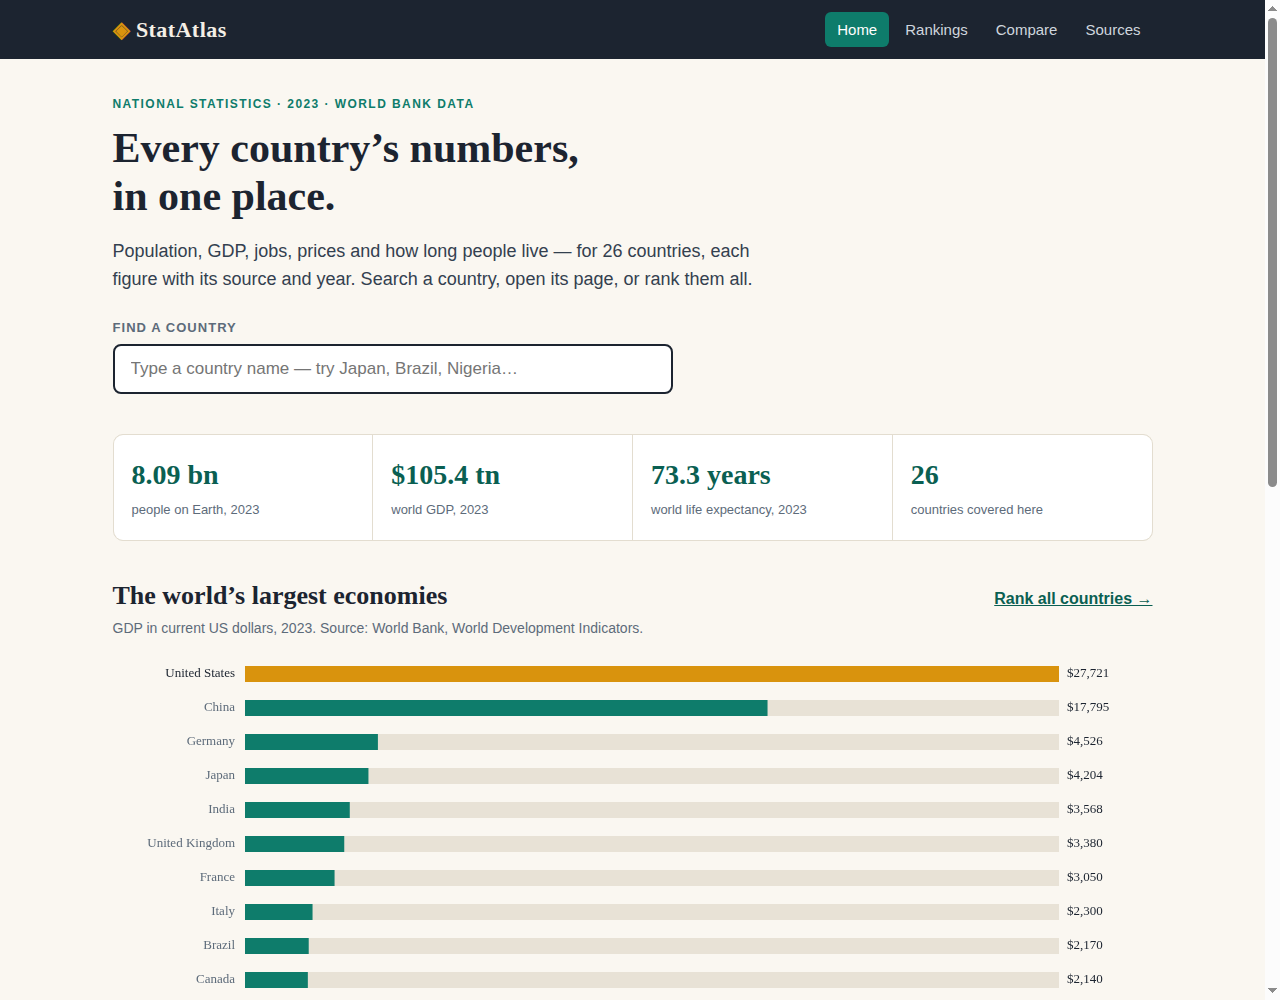 ◈ StatAtlas
Home
Rankings
Compare
Sources
NATIONAL STATISTICS · 2023 · WORLD BANK DATA
Every country’s numbers,
in one place.
Population, GDP, jobs, prices and how long people live — for 26 countries, each
figure with its source and year. Search a country, open its page, or rank them all.
FIND A COUNTRY
Type a country name — try Japan, Brazil, Nigeria…
8.09 bn
people on Earth, 2023
$105.4 tn
world GDP, 2023
73.3 years
world life expectancy, 2023
26
countries covered here
The world’s largest economies
Rank all countries →
GDP in current US dollars, 2023. Source: World Bank, World Development Indicators.
United States $27,721
China $17,795
Germany $4,526
Japan $4,204
India $3,568
United Kingdom $3,380
France $3,050
Italy $2,300
Brazil $2,170
Canada $2,140